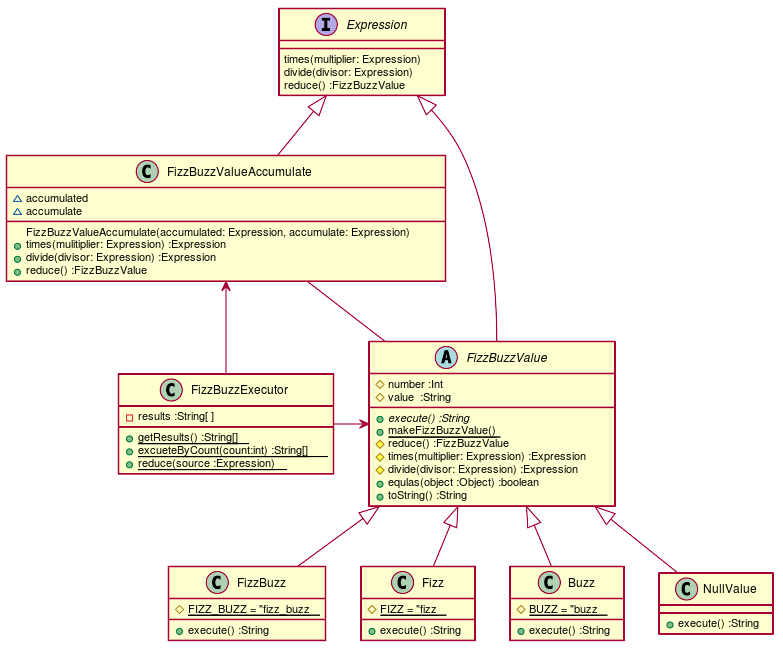 I Expression
times(multiplier: Expression)
divide(divisor: Expression)
reduce() :FizzBuzzValue
C FizzBuzzValueAccumulate
accumulated
accumulate
FizzBuzzValueAccumulate(accumulated: Expression, accumulate: Expression)
times(mulitiplier: Expression) :Expression
divide(divisor: Expression) :Expression
reduce() :FizzBuzzValue
A FizzBuzzValue
number :Int
value :String
execute() :String
makeFizzBuzzValue()
reduce() :FizzBuzzValue
times(multiplier: Expression) :Expression
divide(divisor: Expression) :Expression
equlas(object :Object) :boolean
toString() :String
C FizzBuzzExecutor
results :String[ ]
getResults() :String[]
excueteByCount(count:int) :String[]
reduce(source :Expression)
C FizzBuzz
FIZZ_BUZZ = "fizz_buzz
execute() :String
C Fizz
FIZZ = "fizz
execute() :String
C Buzz
BUZZ = "buzz
execute() :String
C NullValue
execute() :String